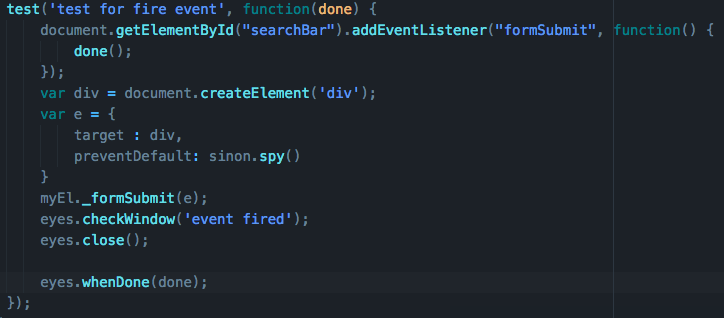 test('test for fire event', function(done) {
    document.getElementById("searchBar").addEventListener("formSubmit", function() {
        done();
    });
    var div = document.createElement('div');
    var e = {
        target : div,
        preventDefault: sinon.spy()
    }
    myEl._formSubmit(e);
    eyes.checkWindow('event fired');
    eyes.close();

    eyes.whenDone(done);
});